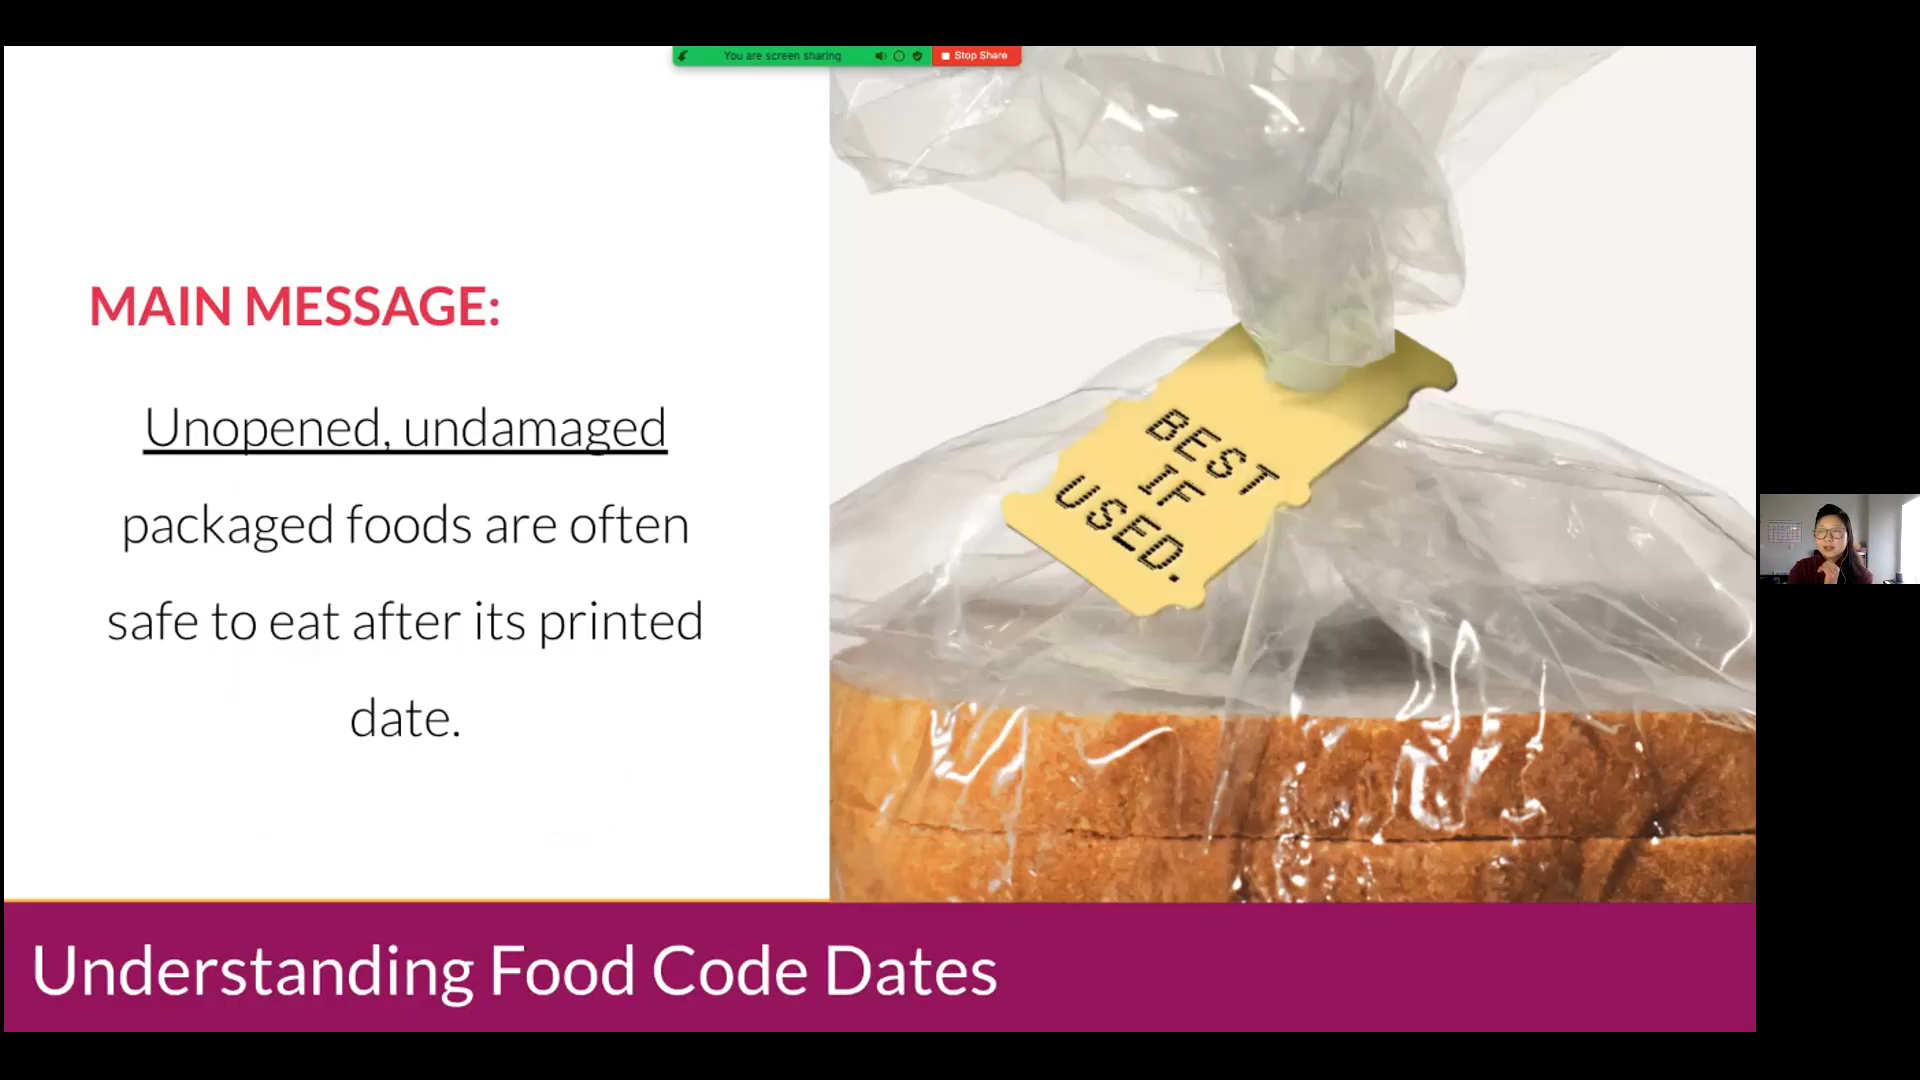 You are screen sharing
Stop Share
MAIN MESSAGE:
Unopened, undamaged
packaged foods are often
safe to eat after its printed
date.
BEST
IF
USED.
Understanding Food Code Dates